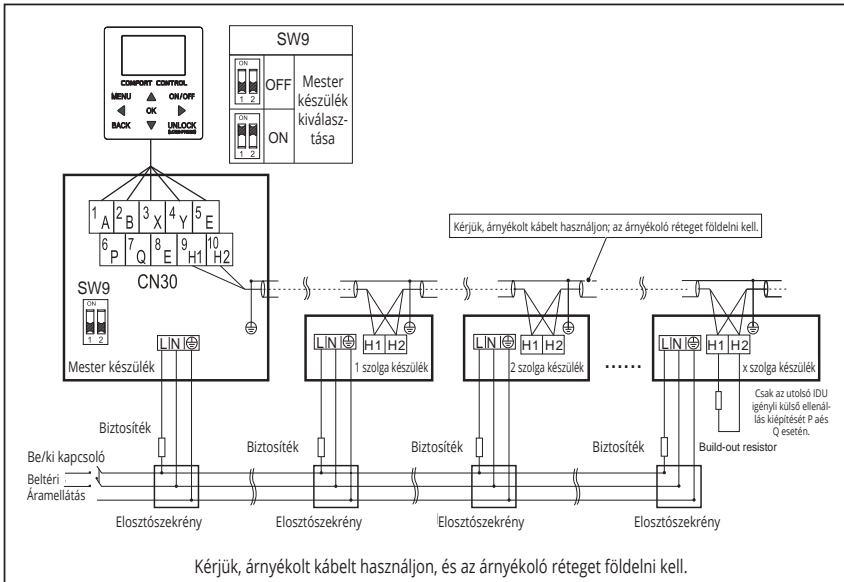 SW9
ON
1 2
OFF
ON
1 2
ON
Mester
készülék
kiválasz-
tása
COMFORT CONTROL
MENU
ON/OFF
OK
BACK
UNLOCK
(LONG PRESS)
1 A 2 B 3 X 4 Y 5 E
6 P 7 Q 8 E 9 H1 10 H2
CN30
SW9
ON
1 2
L N
Mester készülék
Kérjük, árnyékolt kábelt használjon; az árnyékoló réteget földelni kell.
L N
H1 H2
1 szolga készülék
L N
H1 H2
2 szolga készülék
......
L N
H1 H2
x szolga készülék
Csak az utolsó IDU
igényli külső ellenál-
lás kiépítését P aés
Q esetén.
Build-out resistor
Biztosíték
Biztosíték
Biztosíték
Biztosíték
Be/ki kapcsoló
Beltéri
Áramellátás
Elosztószekrény
Elosztószekrény
Elosztószekrény
Elosztószekrény
Kérjük, árnyékolt kábelt használjon, és az árnyékoló réteget földelni kell.